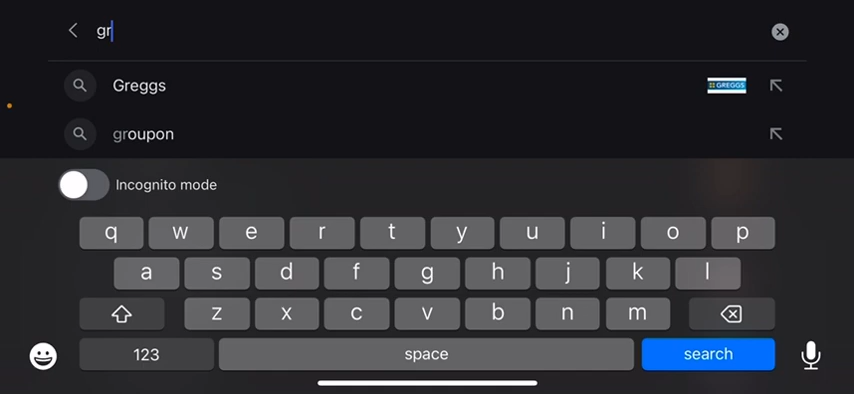 gr
Greggs GREGGS
groupon
Incognito mode
q w e r t y u i o p
a s d f g h j k l
z x c v b n m
123 space search